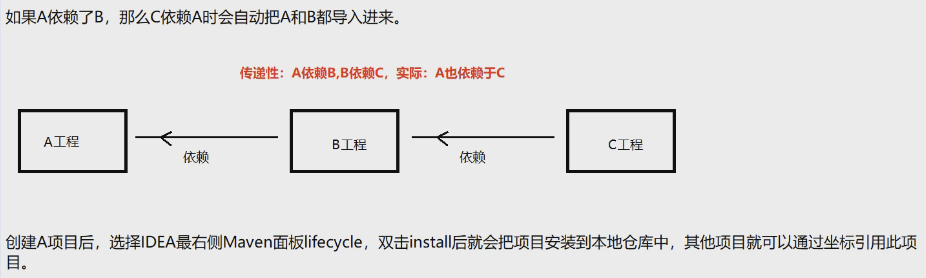 如果A依赖了B，那么C依赖A时会自动把A和B都导入进来。
传递性：A依赖B,B依赖C，实际：A也依赖于C
A工程
依赖
B工程
依赖
C工程
创建A项目后，选择IDEA最右侧Maven面板lifecycle，双击install后就会把项目安装到本地仓库中，其他项目就可以通过坐标引用此项
目。